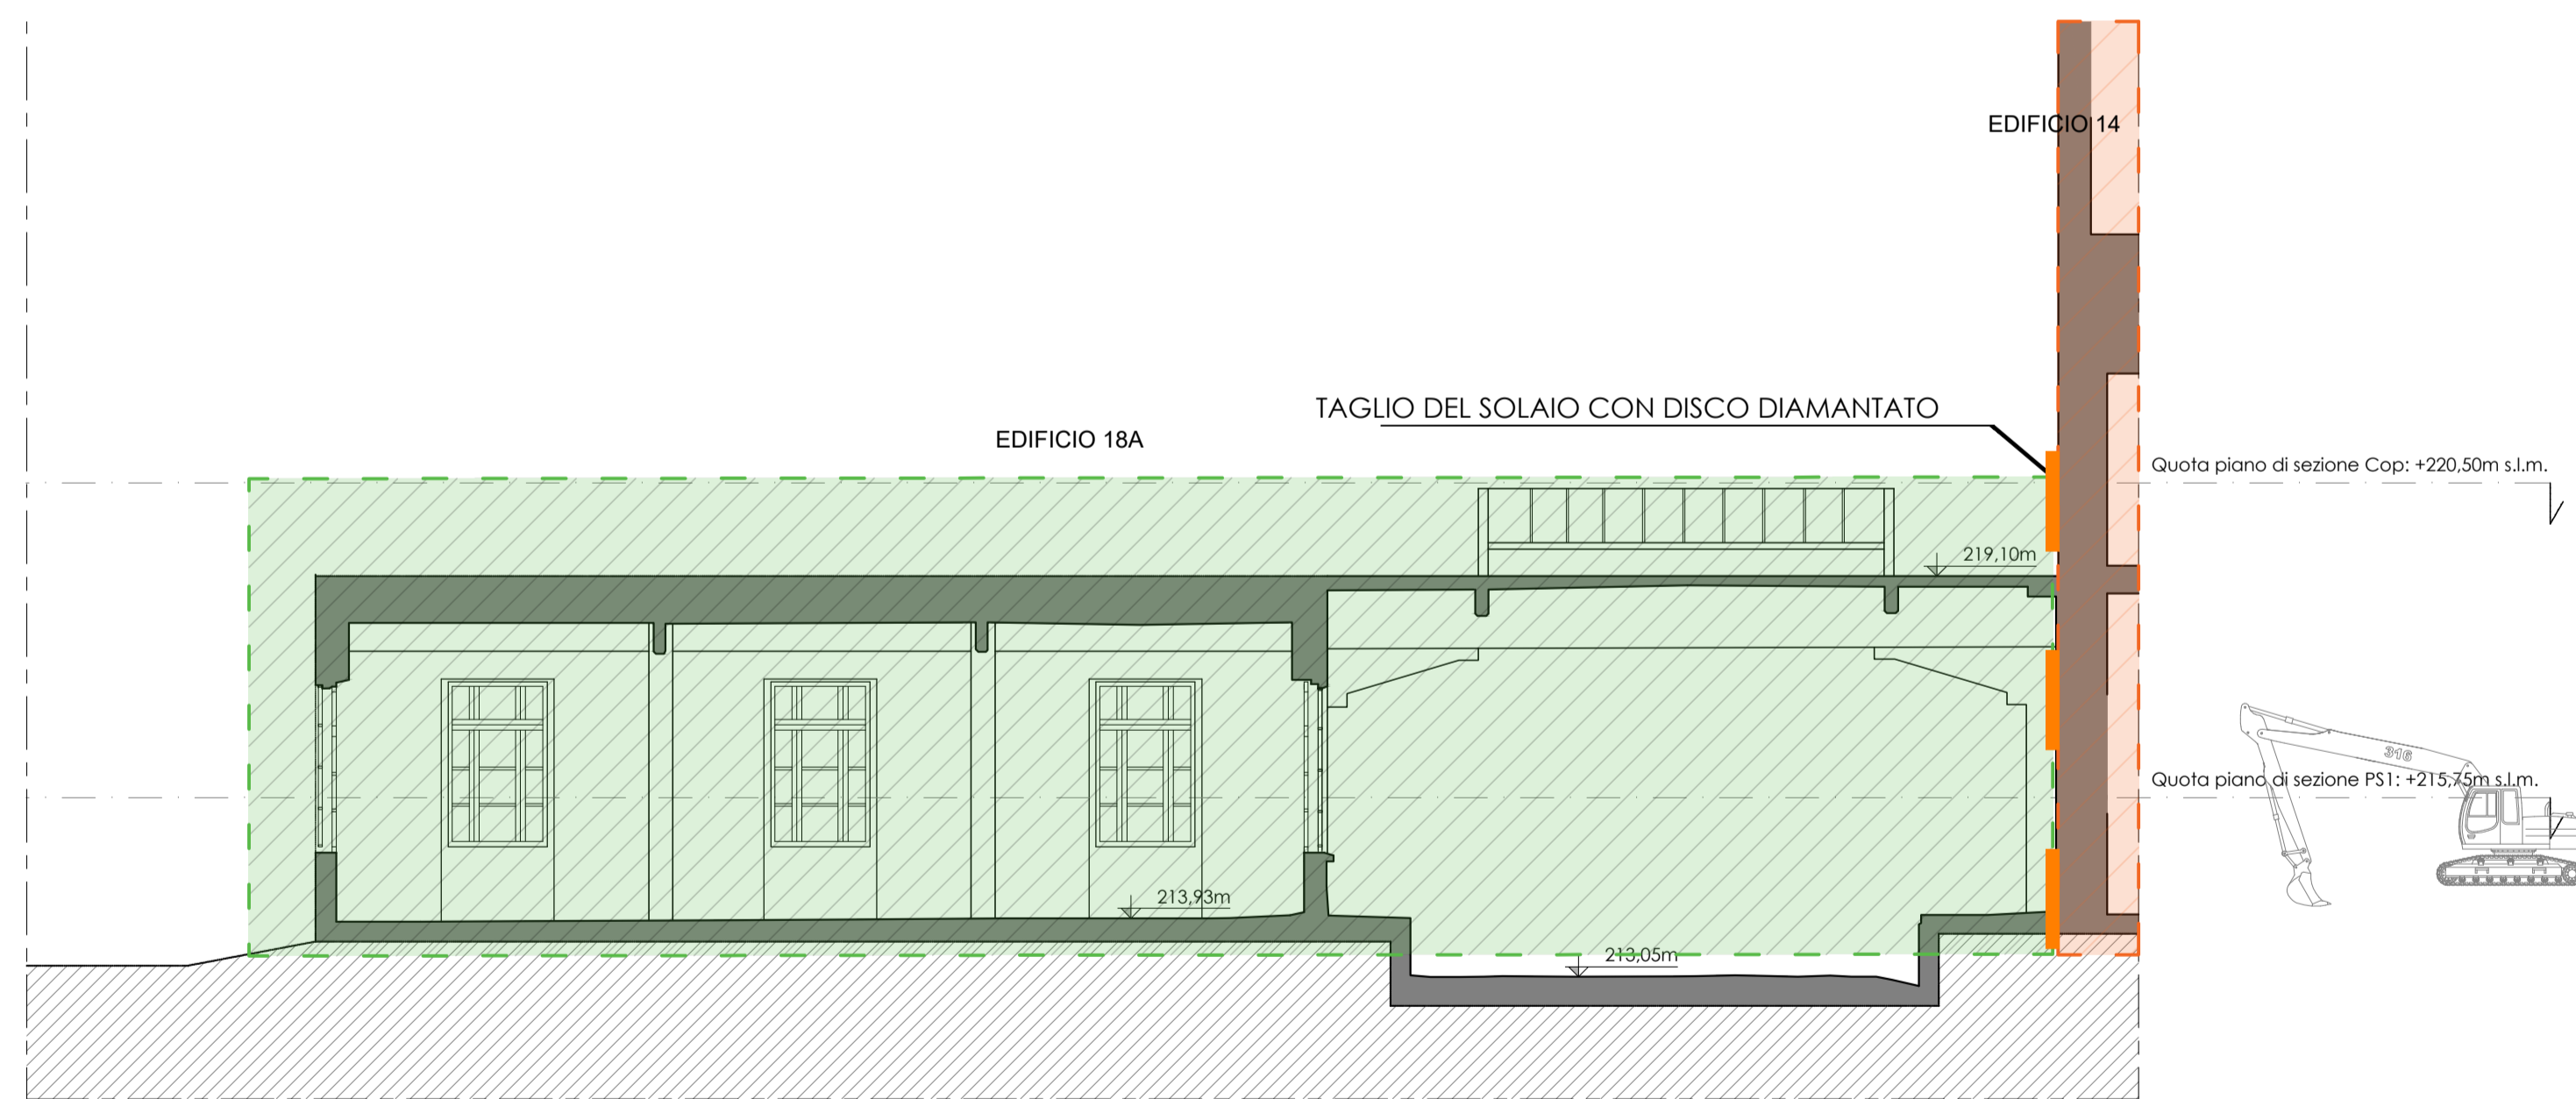 EDIFICIO 14
TAGLIO DEL SOLAIO CON DISCO DIAMANTATO
EDIFICIO 18A
Quota piano di sezione Cop: +220,50m s.l.m.
219,10m
316
Quota piano di sezione PS1: +215,75m s.l.m.
213,93m
213,05m